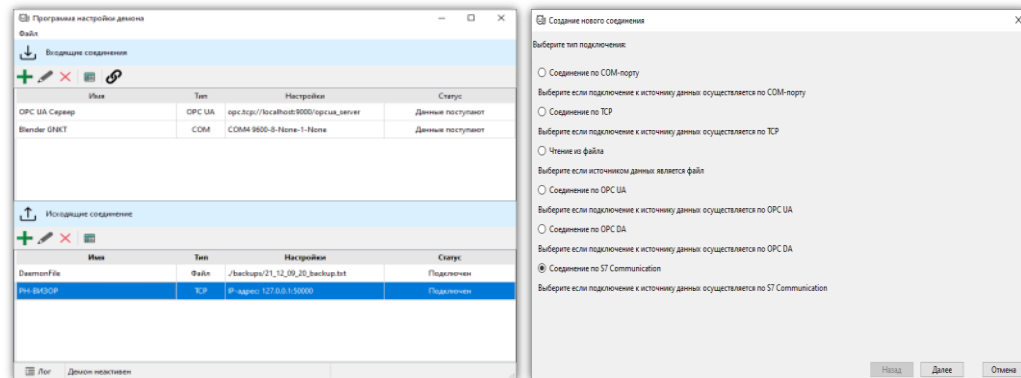 Программа настройки демона
Файл
Входящие соединения
Имя Тип Настройки Статус
OPC UA Сервер OPC UA opc.tcp://localhost:9000/opcua_server Данные поступают
Blender GNKT COM COM4 9600-8-None-1-None Данные поступают
Исходящие соединение
Имя Тип Настройки Статус
DaemonFile Файл ./backups/21_12_09_20_backup.txt Подключен
РН-ВИЗОР TCP IP-адрес: 127.0.0.1:50000 Подключен
Лог Демон неактивен
Создание нового соединения
Выберите тип подключения:
Соединение по COM-порту
Выберите если подключение к источнику данных осуществляется по COM-порту
Соединение по TCP
Выберите если подключение к источнику данных осуществляется по TCP
Чтение из файла
Выберите если источником данных является файл
Соединение по OPC UA
Выберите если подключение к источнику данных осуществляется по OPC UA
Соединение по OPC DA
Выберите если подключение к источнику данных осуществляется по OPC DA
Соединение по S7 Communication
Выберите если подключение к источнику данных осуществляется по S7 Communication
Назад Далее Отмена